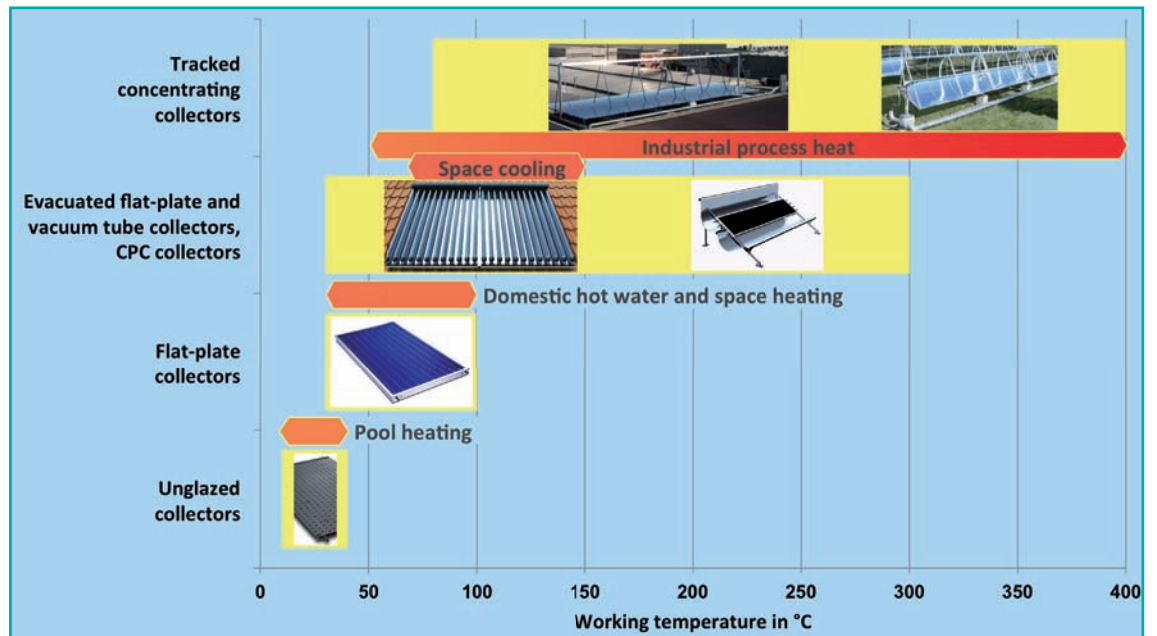 Tracked
concentrating
collectors
Industrial process heat
Space cooling
Evacuated flat-plate and
vacuum tube collectors,
CPC collectors
Domestic hot water and space heating
Flat-plate
collectors
Pool heating
Unglazed
collectors
0 50 100 150 200 250 300 350 400
Working temperature in °C